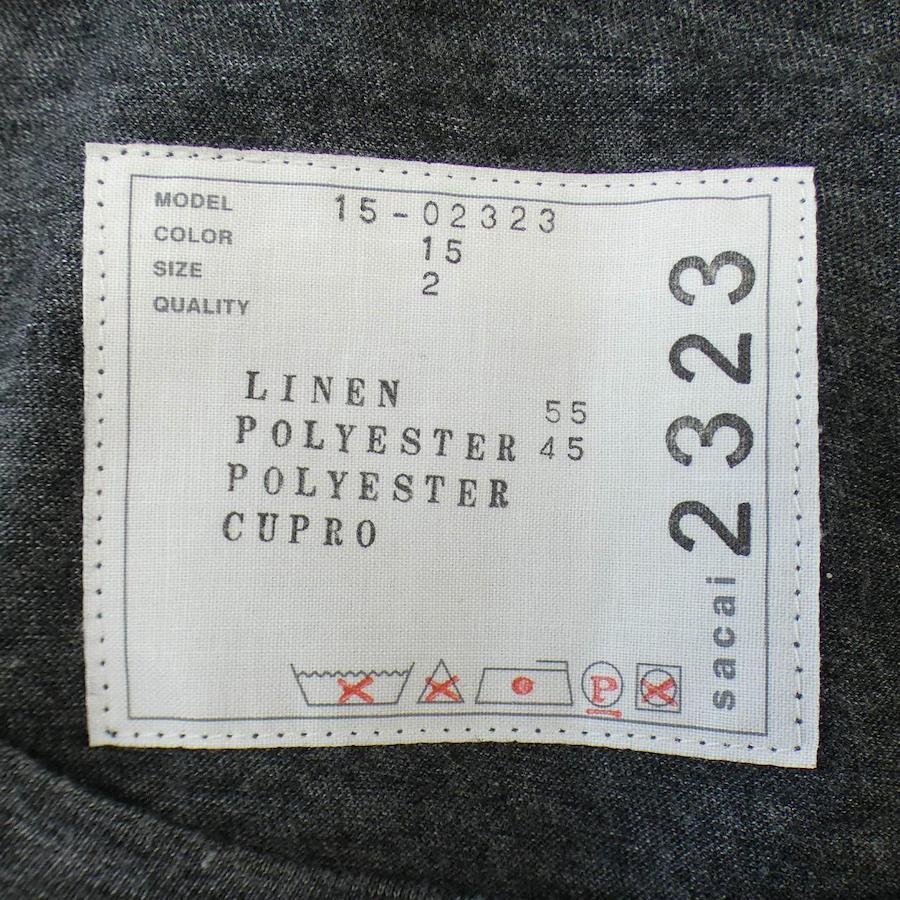 MODEL 15-02323
COLOR 15
SIZE 2
QUALITY
LINEN 55
POLYESTER 45
POLYESTER
CUPRO
P
sacai 2323